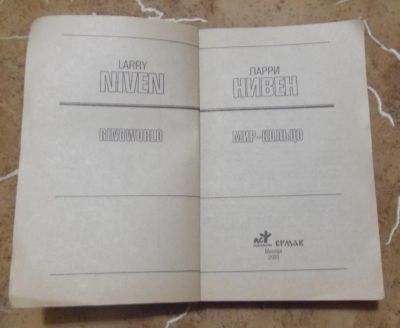 LARRY
NIVEN
RINGWORLD
ЛАРРИ
НИВЕН
МИР-КОЛЬЦО
ЕРМАК
Москва